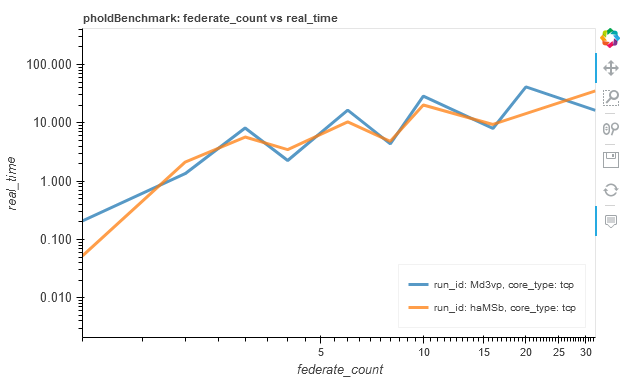 pholdBenchmark: federate_count vs real_time
100.000
10.000
1.000
0.100
0.010
real_time
run_id: Md3vp, core_type: tcp
run_id: haMSb, core_type: tcp
5 10 15 20 25 30
federate_count